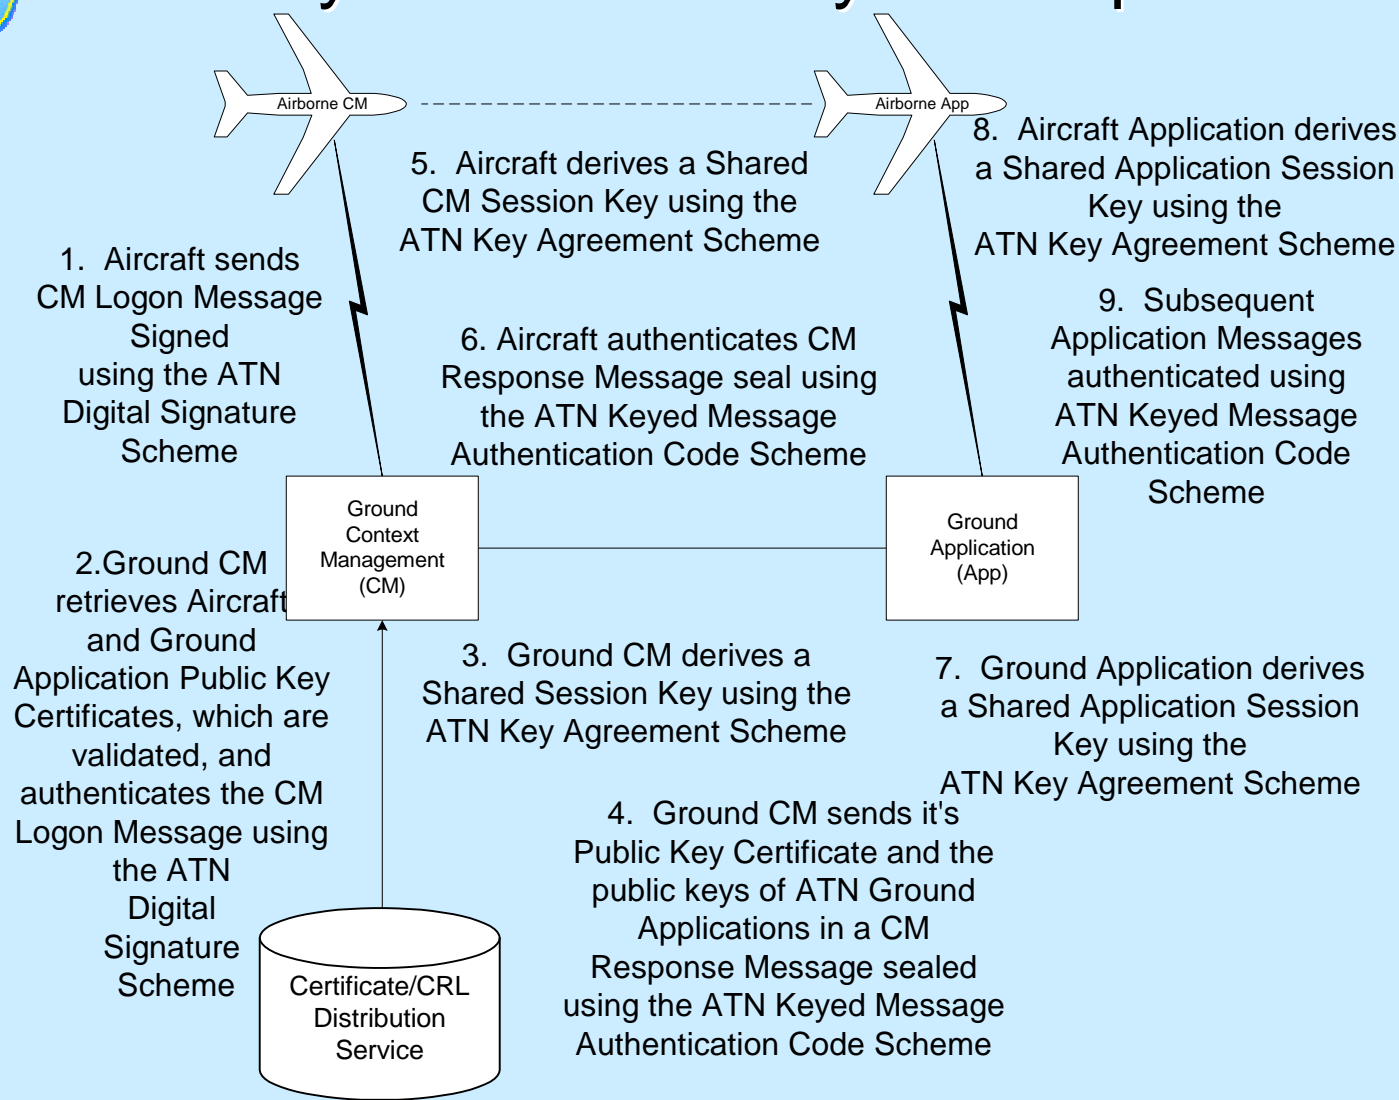 Airborne CM
Airborne App
1.  Aircraft sends
CM Logon Message
Signed
using the ATN
Digital Signature
Scheme
5.  Aircraft derives a Shared
CM Session Key using the
ATN Key Agreement Scheme
8.  Aircraft Application derives
a Shared Application Session
Key using the
ATN Key Agreement Scheme
6. Aircraft authenticates CM
Response Message seal using
the ATN Keyed Message
Authentication Code Scheme
9.  Subsequent
Application Messages
authenticated using
ATN Keyed Message
Authentication Code
Scheme
Ground
Context
Management
(CM)
Ground
Application
(App)
2.Ground CM
retrieves Aircraft
and Ground
Application Public Key
Certificates, which are
validated, and
authenticates the CM
Logon Message using
the ATN
Digital
Signature
Scheme
3.  Ground CM derives a
Shared Session Key using the
ATN Key Agreement Scheme
7.  Ground Application derives
a Shared Application Session
Key using the
ATN Key Agreement Scheme
4.  Ground CM sends it's
Public Key Certificate and the
public keys of ATN Ground
Applications in a CM
Response Message sealed
using the ATN Keyed Message
Authentication Code Scheme
Certificate/CRL
Distribution
Service